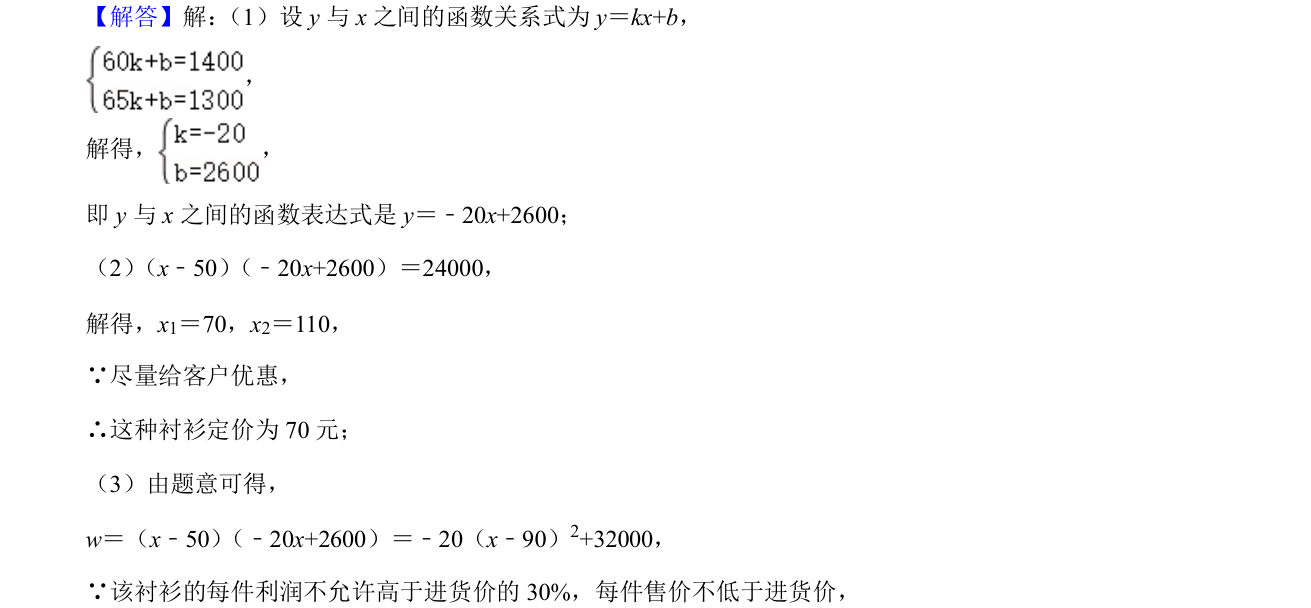 【解答】解：（1）设 y 与 x 之间的函数关系式为 y＝kx+b，
{60k+b=1400
65k+b=1300，
解得，{k=-20
b=2600，
即 y 与 x 之间的函数表达式是 y＝﹣20x+2600；
（2）（x﹣50）（﹣20x+2600）＝24000，
解得，x1＝70，x2＝110，
∵尽量给客户优惠，
∴这种衬衫定价为 70 元；
（3）由题意可得，
w＝（x﹣50）（﹣20x+2600）＝﹣20（x﹣90）2+32000，
∵该衬衫的每件利润不允许高于进货价的 30%，每件售价不低于进货价，